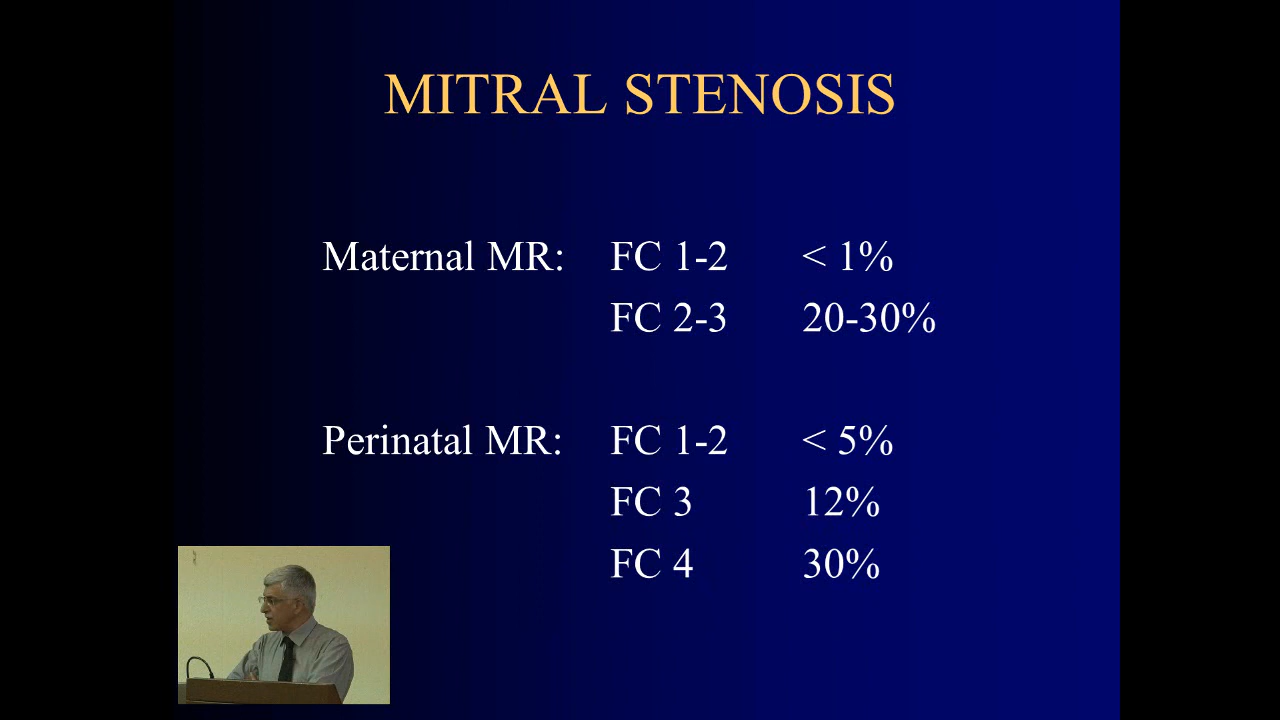 MITRAL STENOSIS
Maternal MR: FC 1-2 < 1%
FC 2-3 20-30%
Perinatal MR: FC 1-2 < 5%
FC 3 12%
FC 4 30%